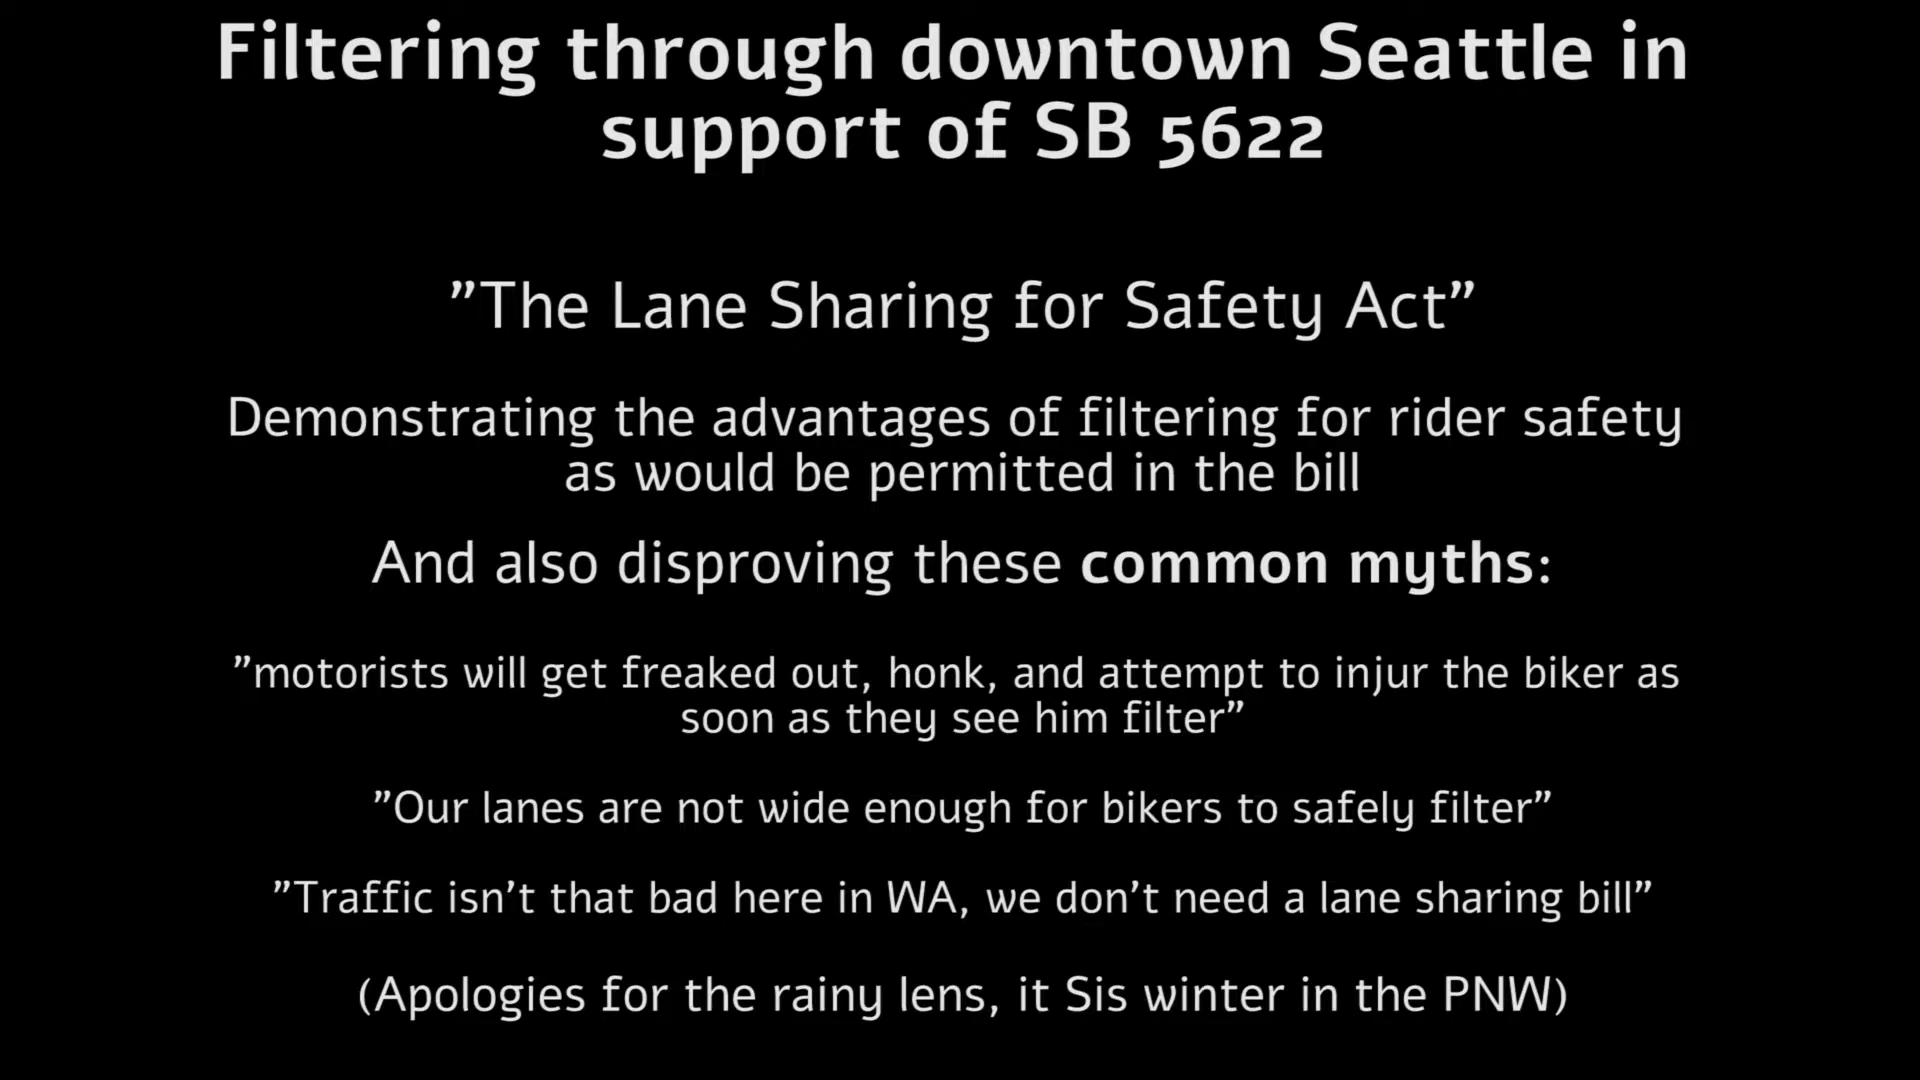 Filtering through downtown Seattle in
support of SB 5622
”The Lane Sharing for Safety Act”
Demonstrating the advantages of filtering for rider safety
as would be permitted in the bill
And also disproving these common myths:
”motorists will get freaked out, honk, and attempt to injur the biker as
soon as they see him filter”
”Our lanes are not wide enough for bikers to safely filter”
”Traffic isn’t that bad here in WA, we don’t need a lane sharing bill”
(Apologies for the rainy lens, it Sis winter in the PNW)